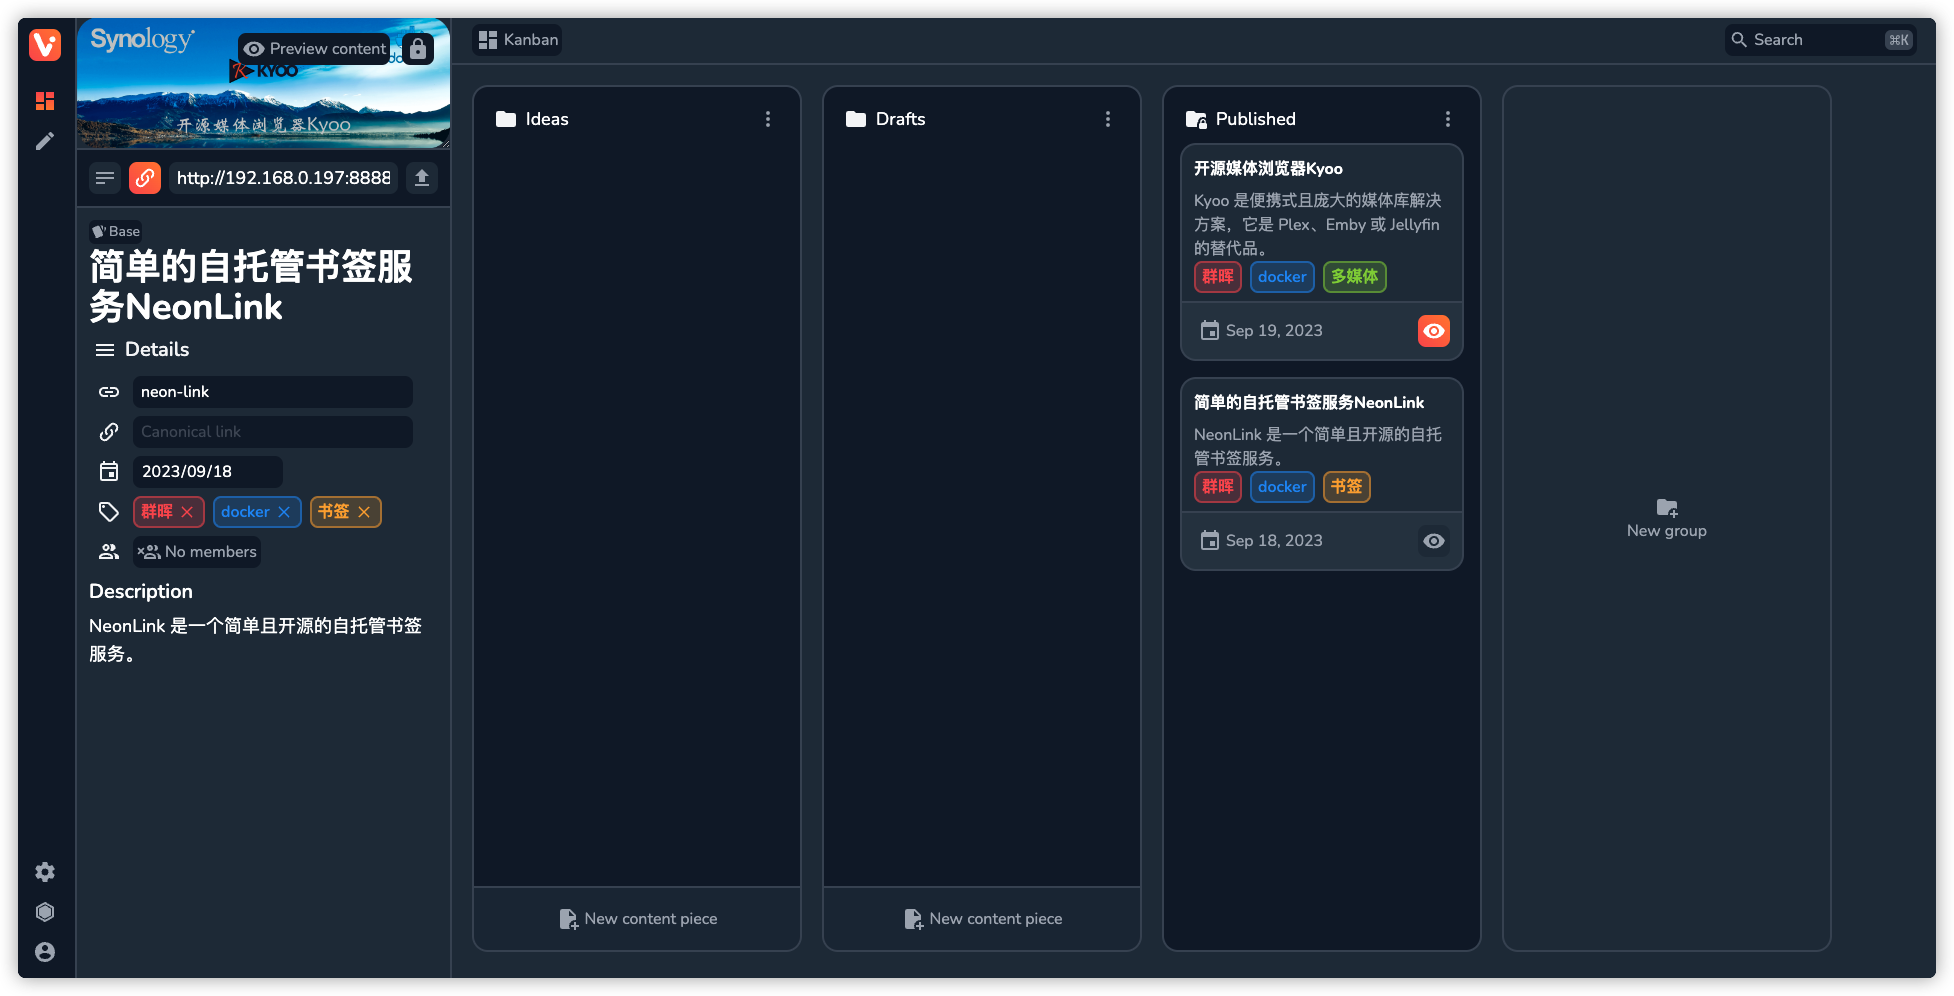 Synology
Preview content
KYOO
开源媒体浏览器Kyoo
http://192.168.0.197:8888
Base
简单的自托管书签服
务NeonLink
Details
neon-link
Canonical link
2023/09/18
群晖
docker
书签
No members
Description
NeonLink 是一个简单且开源的自托管书签
服务。
Kanban
Search
⌘K
Ideas
New content piece
Drafts
New content piece
Published
开源媒体浏览器Kyoo
Kyoo 是便携式且庞大的媒体库解决
方案，它是 Plex、Emby 或 Jellyfin
的替代品。
群晖
docker
多媒体
Sep 19, 2023
简单的自托管书签服务NeonLink
NeonLink 是一个简单且开源的自托
管书签服务。
群晖
docker
书签
Sep 18, 2023
New group